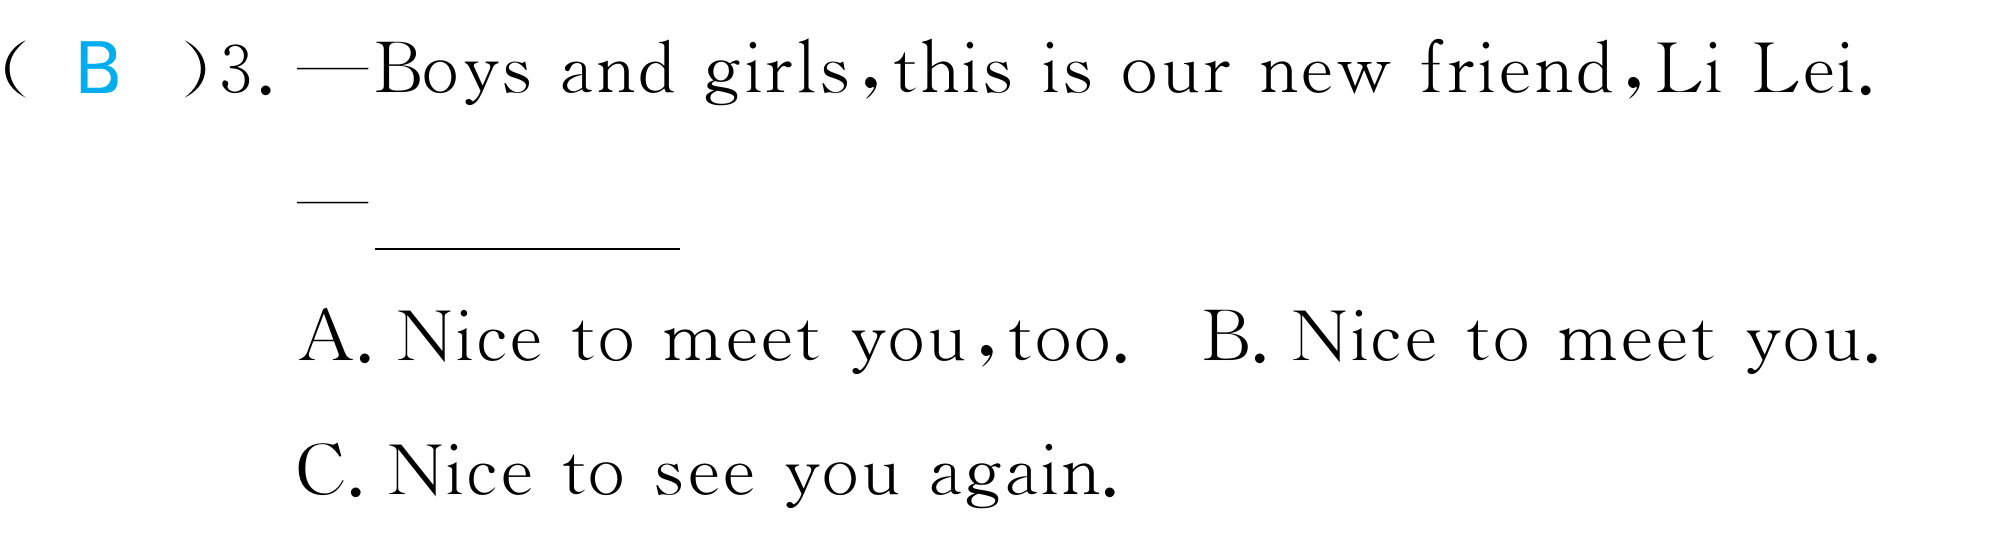 ( B )3. —Boys and girls,this is our new friend,Li Lei.
—________
A. Nice to meet you,too. B. Nice to meet you.
C. Nice to see you again.